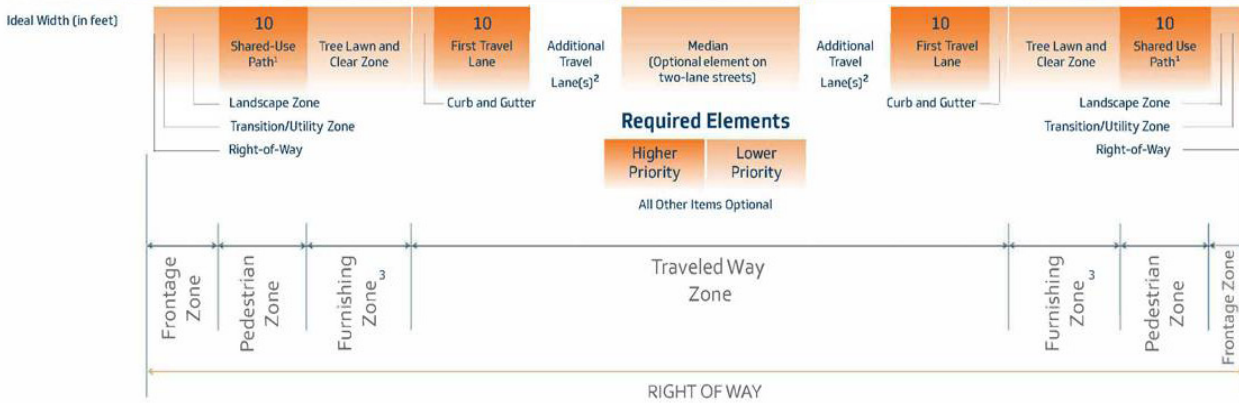 Ideal Width (in feet)
10
Shared-Use
Path¹
Tree Lawn and
Clear Zone
10
First Travel
Lane
Additional
Travel
Lane(s)²
Median
(Optional element on
two-lane streets)
Additional
Travel
Lane(s)²
10
First Travel
Lane
Tree Lawn and
Clear Zone
10
Shared Use
Path¹
Landscape Zone
Transition/Utility Zone
Right-of-Way
Curb and Gutter
Curb and Gutter
Landscape Zone
Transition/Utility Zone
Right-of-Way
Required Elements
Higher
Priority
Lower
Priority
All Other Items Optional
Frontage
Zone
Pedestrian
Zone
Furnishing
Zone ³
Traveled Way
Zone
Furnishing
Zone ³
Pedestrian
Zone
Frontage Zone
RIGHT OF WAY